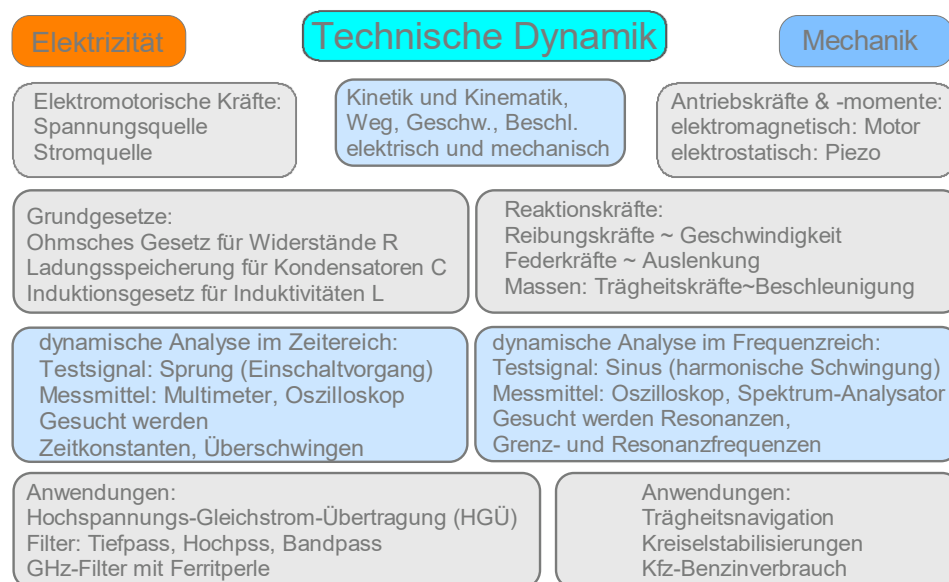 Elektrizität
Technische Dynamik
Mechanik
Elektromotorische Kräfte:
Spannungsquelle
Stromquelle
Kinetik und Kinematik,
Weg, Geschw., Beschl.
elektrisch und mechanisch
Antriebskräfte & -momente:
elektromagnetisch: Motor
elektrostatisch: Piezo
Grundgesetze:
Ohmsches Gesetz für Widerstände R
Ladungsspeicherung für Kondensatoren C
Induktionsgesetz für Induktivitäten L
Reaktionskräfte:
Reibungskräfte ~ Geschwindigkeit
Federkräfte ~ Auslenkung
Massen: Trägheitskräfte~Beschleunigung
dynamische Analyse im Zeitereich:
Testsignal: Sprung (Einschaltvorgang)
Messmittel: Multimeter, Oszilloskop
Gesucht werden
Zeitkonstanten, Überschwingen
dynamische Analyse im Frequenzreich:
Testsignal: Sinus (harmonische Schwingung)
Messmittel: Oszilloskop, Spektrum-Analysator
Gesucht werden Resonanzen,
Grenz- und Resonanzfrequenzen
Anwendungen:
Hochspannungs-Gleichstrom-Übertragung (HGÜ)
Filter: Tiefpass, Hochpss, Bandpass
GHz-Filter mit Ferritperle
Anwendungen:
Trägheitsnavigation
Kreiselstabilisierungen
Kfz-Benzinverbrauch